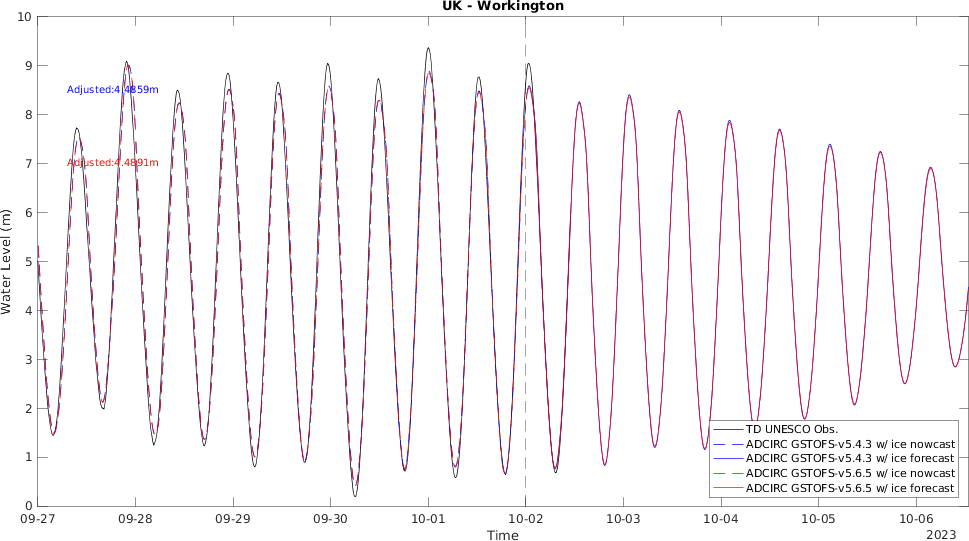 UK - Workington
10
9
8
7
6
5
4
3
2
1
0
Water Level (m)
Adjusted:4.4859m
Adjusted:4.4891m
TD UNESCO Obs.
ADCIRC GSTOFS-v5.4.3 w/ ice nowcast
ADCIRC GSTOFS-v5.4.3 w/ ice forecast
ADCIRC GSTOFS-v5.6.5 w/ ice nowcast
ADCIRC GSTOFS-v5.6.5 w/ ice forecast
09-27 09-28 09-29 09-30 10-01 10-02 10-03 10-04 10-05 10-06
Time
2023